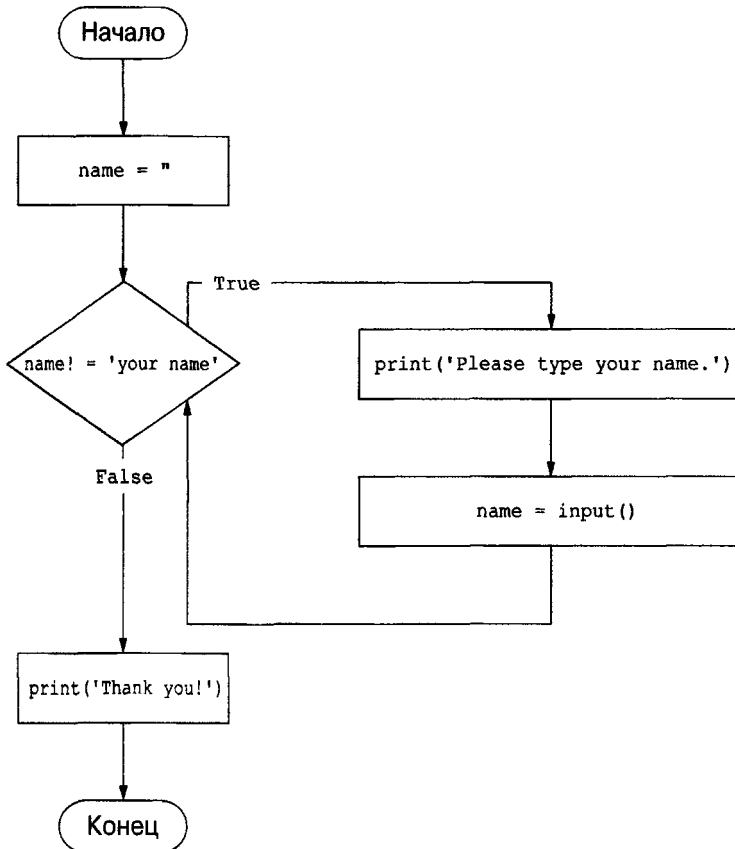 Начало
name = "
True
name! = 'your name'
print('Please type your name.')
False
name = input()
print('Thank you!')
Конец